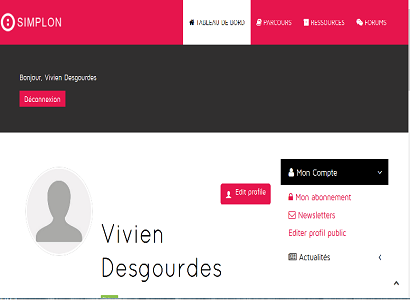 SIMPLON
TABLEAU DE BORD
PARCOURS
RESSOURCES
FORUMS
Bonjour, Vivien Desgourdes
Déconnexion
Mon Compte
Edit profile
Mon abonnement
Newsletters
Editer profil public
Vivien
Desgourdes
Actualités